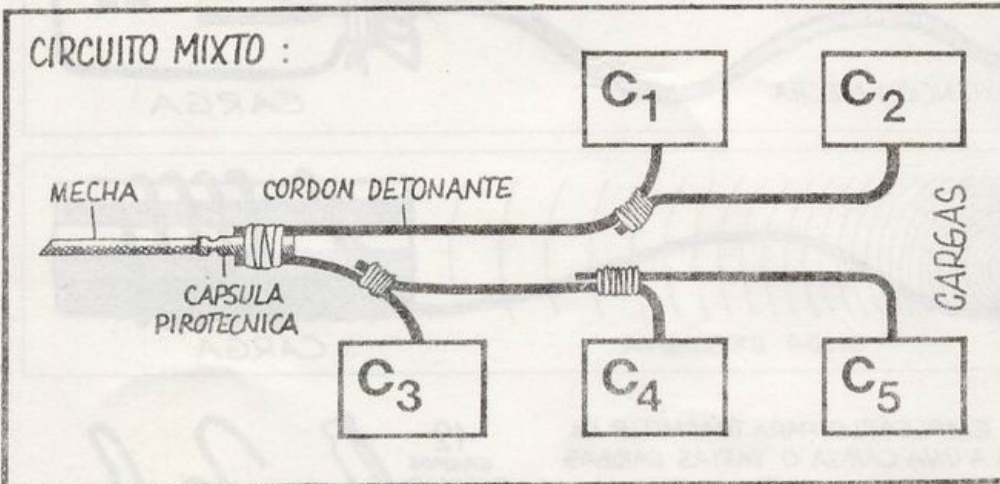 CIRCUITO MIXTO :
C1
C2
MECHA
CORDON DETONANTE
CARGAS
CAPSULA
PIROTECNICA
C3
C4
C5